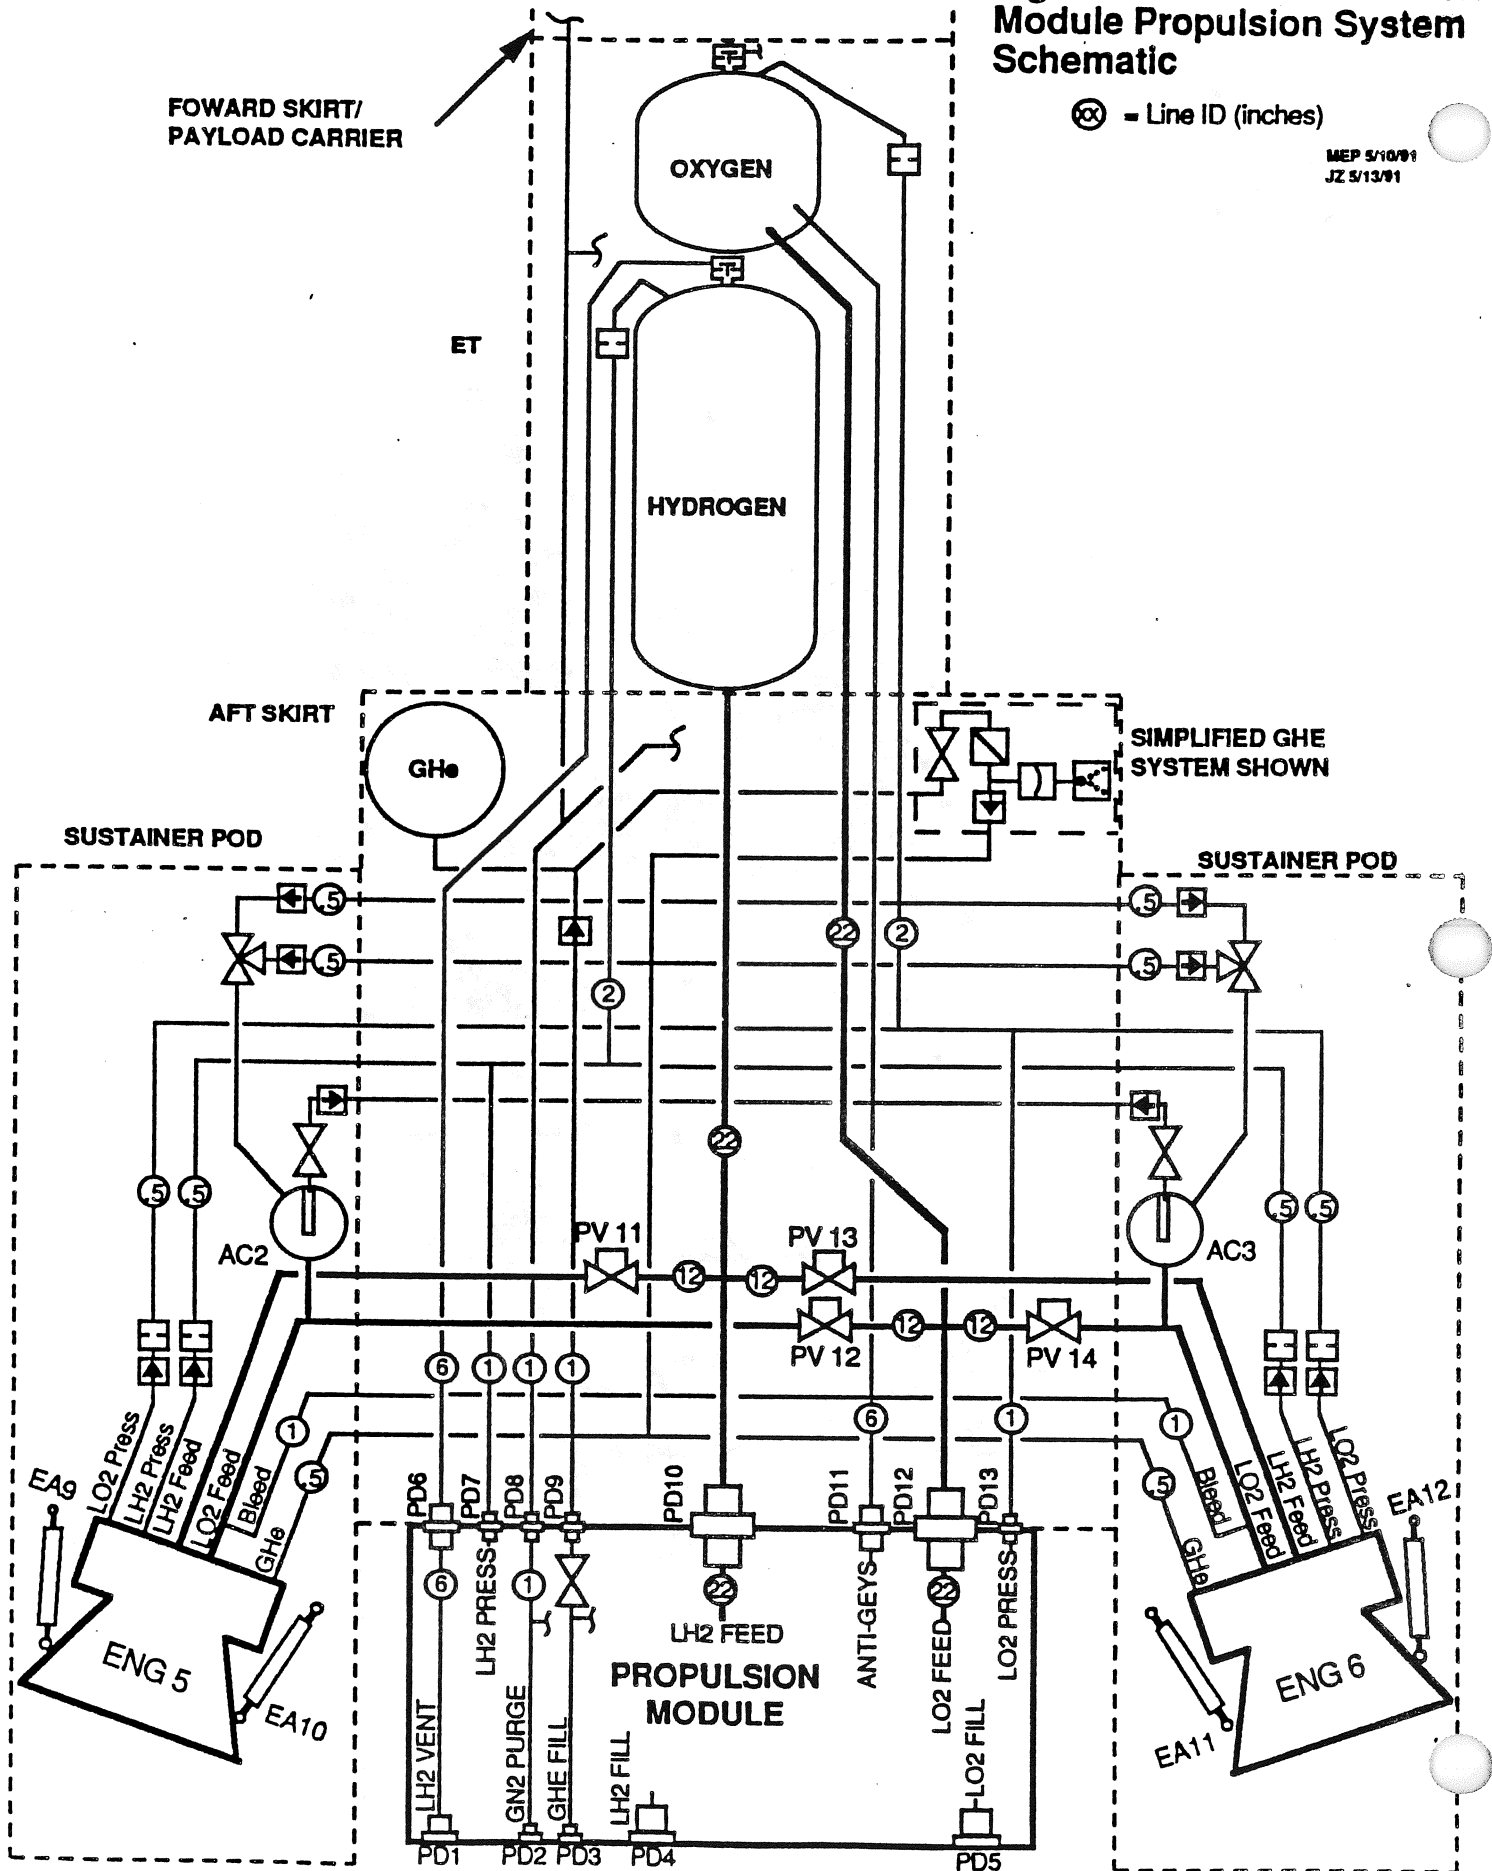 Module Propulsion System
Schematic
XX = Line ID (inches)
MEP 5/10/91
JZ 5/13/91
FOWARD SKIRT/
PAYLOAD CARRIER
OXYGEN
ET
HYDROGEN
AFT SKIRT
GHe
SIMPLIFIED GHE
SYSTEM SHOWN
SUSTAINER POD
SUSTAINER POD
.5
.5
22
2
.5
.5
2
22
.5
.5
.5
.5
AC2
AC3
PV 11
PV 13
12
12
PV 12
12
12
PV 14
6
1
1
1
6
1
1
.5
1
.5
LO2 Press
LH2 Press
LH2 Feed
LO2 Feed
Bleed
GHe
EA9
ENG 5
EA10
PD6
PD7
PD8
PD9
PD10
PD11
PD12
PD13
6
1
22
22
LH2 PRESS
LH2 FEED
ANTI-GEYS
LO2 FEED
LO2 PRESS
PROPULSION
MODULE
LH2 VENT
GN2 PURGE
GHE FILL
LH2 FILL
LO2 FILL
PD1
PD2
PD3
PD4
PD5
GHe
Bleed
LO2 Feed
LH2 Feed
LH2 Press
LO2 Press
EA12
ENG 6
EA11